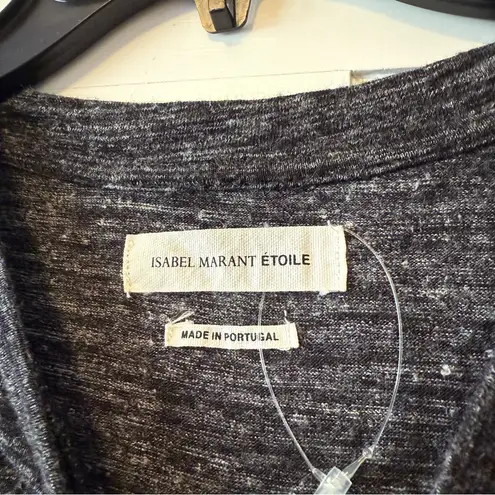 ISABEL MARANT ÉTOILE
MADE IN PORTUGAL